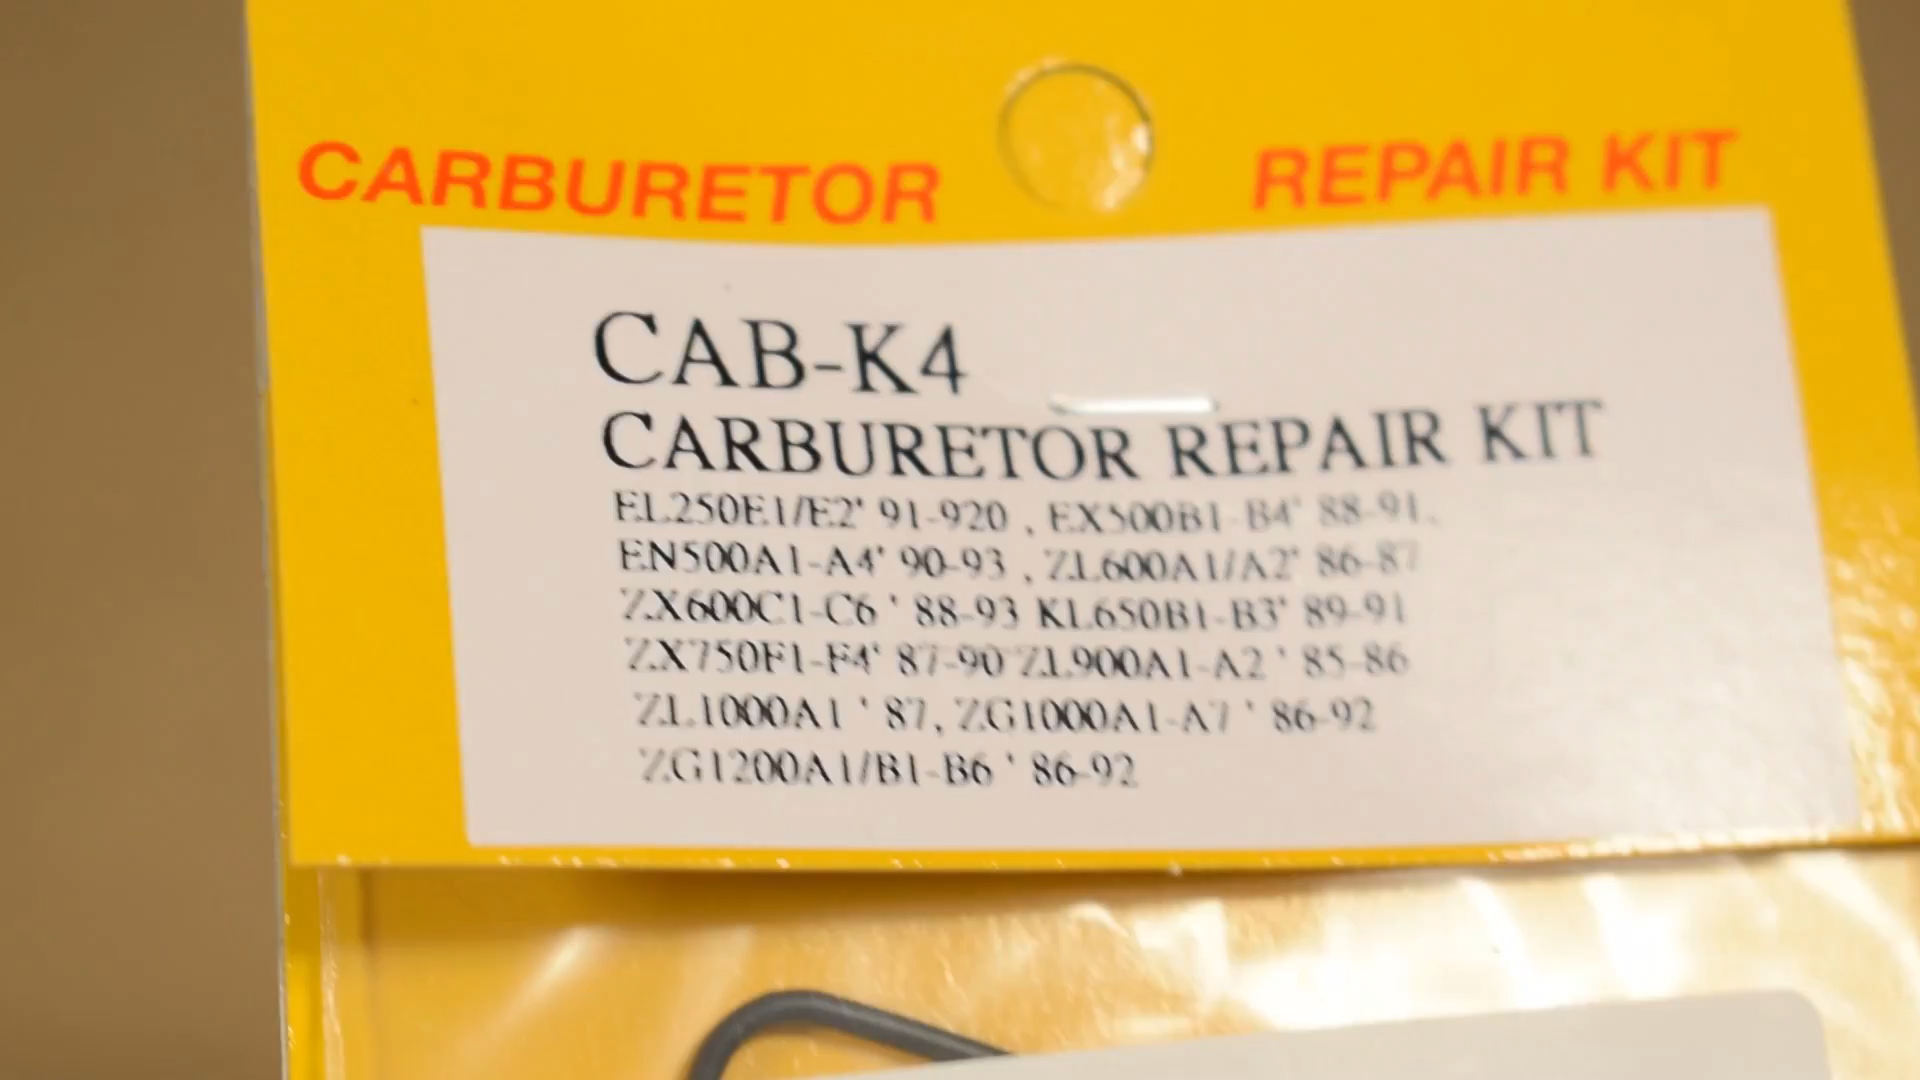 CARBURETOR REPAIR KIT
CAB-K4
CARBURETOR REPAIR KIT
EL250E1/E2' 91-920 , EX500B1-B4' 88-91.
EN500A1-A4' 90-93 , ZL600A1/A2' 86-87
ZX600C1-C6 ' 88-93 KL650B1-B3' 89-91
ZX750F1-F4' 87-90 ZL900A1-A2 ' 85-86
ZL1000A1 ' 87, ZG1000A1-A7 ' 86-92
ZG1200A1/B1-B6 ' 86-92